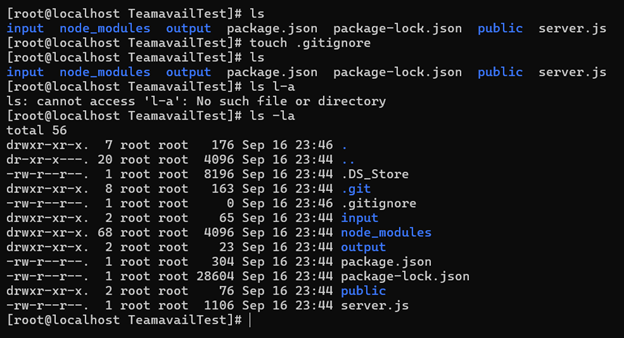 [root@localhost TeamavailTest]# ls
input  node_modules  output  package.json  package-lock.json  public  server.js
[root@localhost TeamavailTest]# touch .gitignore
[root@localhost TeamavailTest]# ls
input  node_modules  output  package.json  package-lock.json  public  server.js
[root@localhost TeamavailTest]# ls l-a
ls: cannot access 'l-a': No such file or directory
[root@localhost TeamavailTest]# ls -la
total 56
drwxr-xr-x.  7 root root   176 Sep 16 23:46 .
dr-xr-x---. 20 root root  4096 Sep 16 23:44 ..
-rw-r--r--.  1 root root  8196 Sep 16 23:44 .DS_Store
drwxr-xr-x.  8 root root   163 Sep 16 23:44 .git
-rw-r--r--.  1 root root     0 Sep 16 23:46 .gitignore
drwxr-xr-x.  2 root root    65 Sep 16 23:44 input
drwxr-xr-x. 68 root root  4096 Sep 16 23:44 node_modules
drwxr-xr-x.  2 root root    23 Sep 16 23:44 output
-rw-r--r--.  1 root root   304 Sep 16 23:44 package.json
-rw-r--r--.  1 root root 28604 Sep 16 23:44 package-lock.json
drwxr-xr-x.  2 root root    76 Sep 16 23:44 public
-rw-r--r--.  1 root root  1106 Sep 16 23:44 server.js
[root@localhost TeamavailTest]#